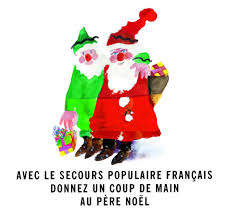 AVEC LE SECOURS POPULAIRE FRANÇAIS
DONNEZ UN COUP DE MAIN
AU PÈRE NOËL